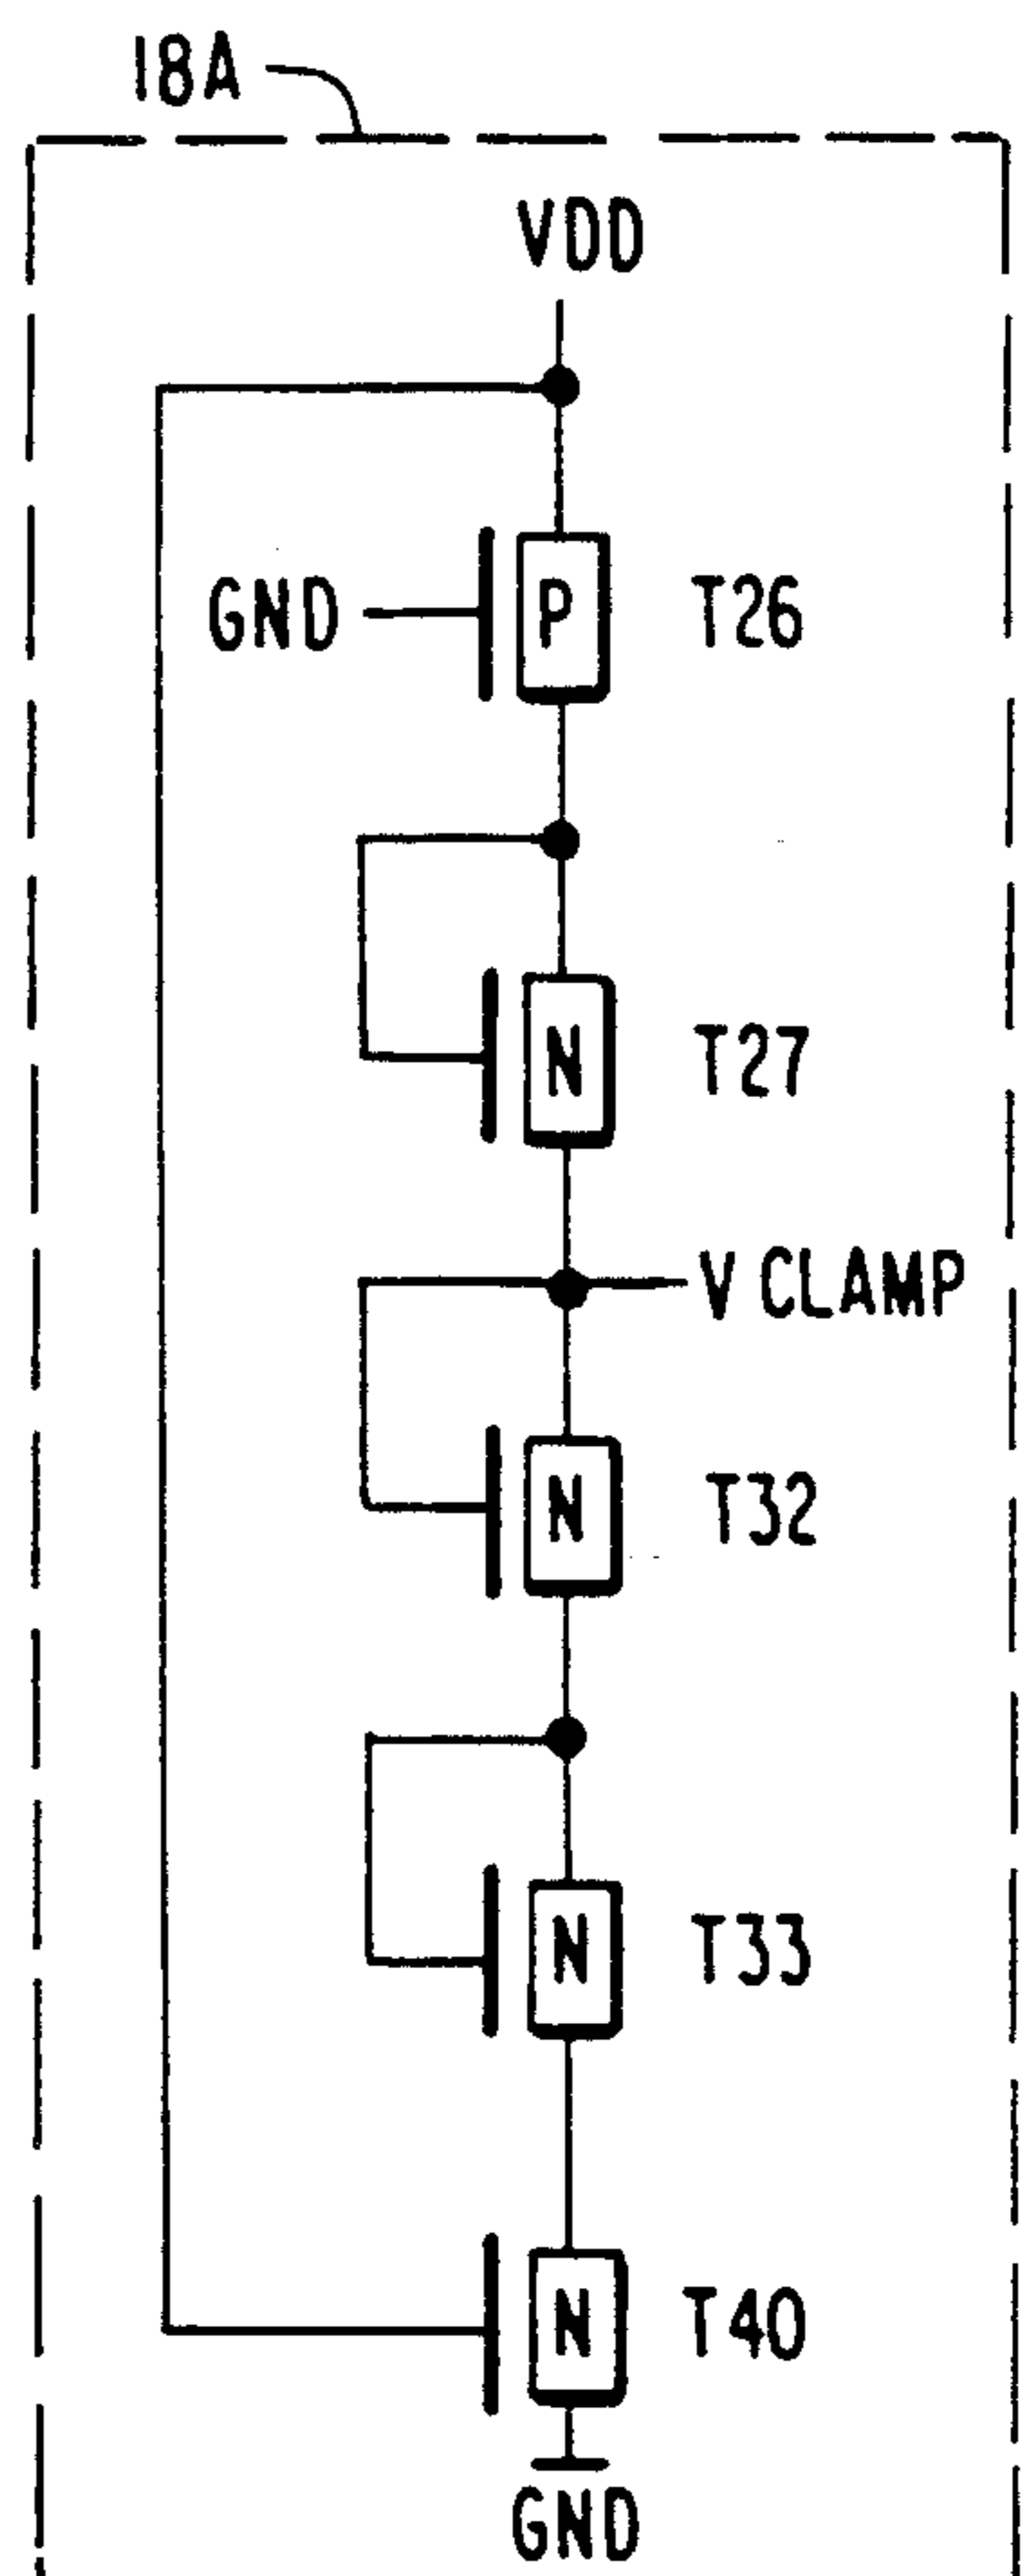 18A
VDD
GND P T26
N T27
V CLAMP
N T32
N T33
N T40
GND